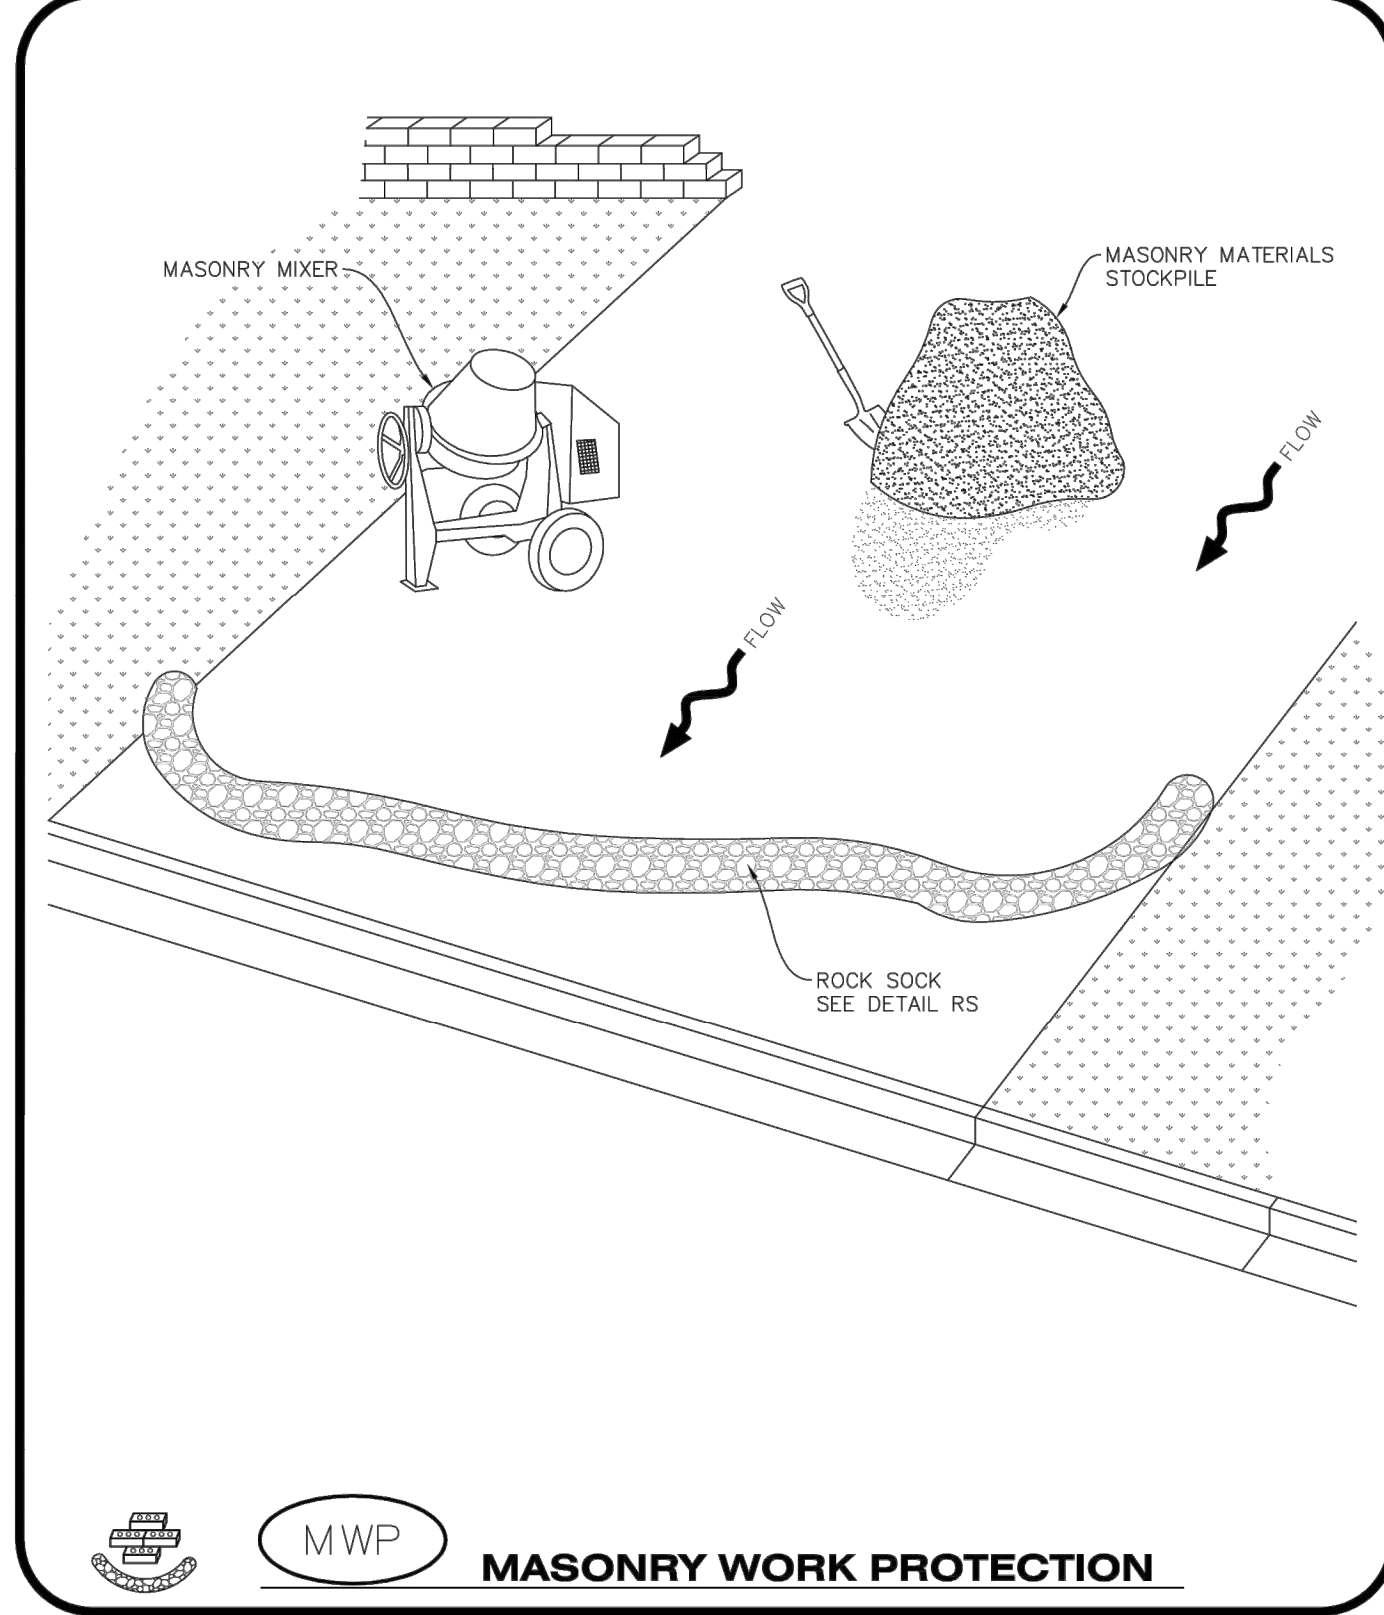 MASONRY MIXER
MASONRY MATERIALS
STOCKPILE
FLOW
FLOW
ROCK SOCK
SEE DETAIL RS
MWP
MASONRY WORK PROTECTION